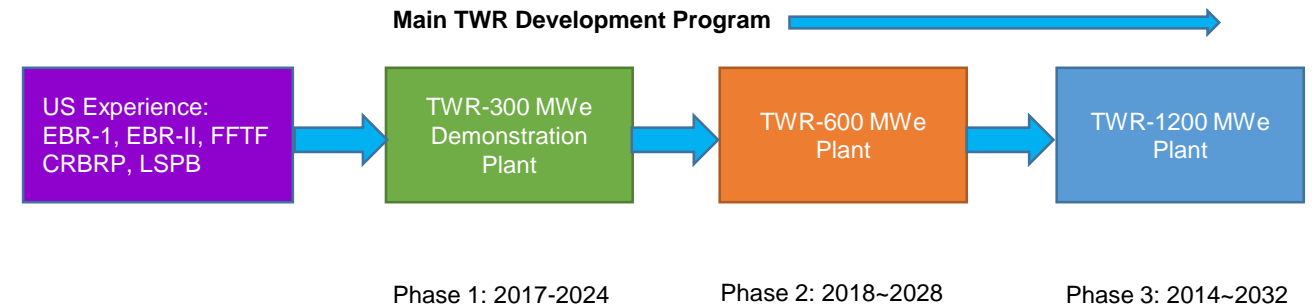 Main TWR Development Program
US Experience:
EBR-1, EBR-II, FFTF
CRBRP, LSPB
TWR-300 MWe
Demonstration
Plant
TWR-600 MWe
Plant
TWR-1200 MWe
Plant
Phase 1: 2017-2024
Phase 2: 2018~2028
Phase 3: 2014~2032